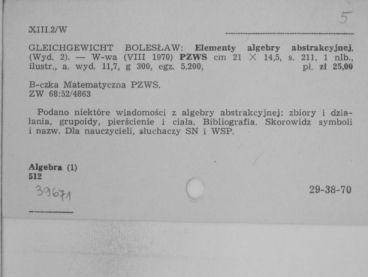 5
XIII.2/W
GLEICHGEWICHT BOLESŁAW: Elementy algebry abstrakcyjnej.
(Wyd. 2). — W-wa (VIII 1970) PZWS cm 21 × 14,5, s. 211, 1 nlb.,
ilustr., a. wyd. 11,7, g 300, egz. 5.200, pł. zł 25,00
B-czka Matematyczna PZWS.
ZW 68:52/4863
Podano niektóre wiadomości z algebry abstrakcyjnej: zbiory i dzia-
łania, grupoidy, pierścienie i ciała. Bibliografia. Skorowidz symboli
i nazw. Dla nauczycieli, słuchaczy SN i WSP.
Algebra (1)
512
39671
29-38-70